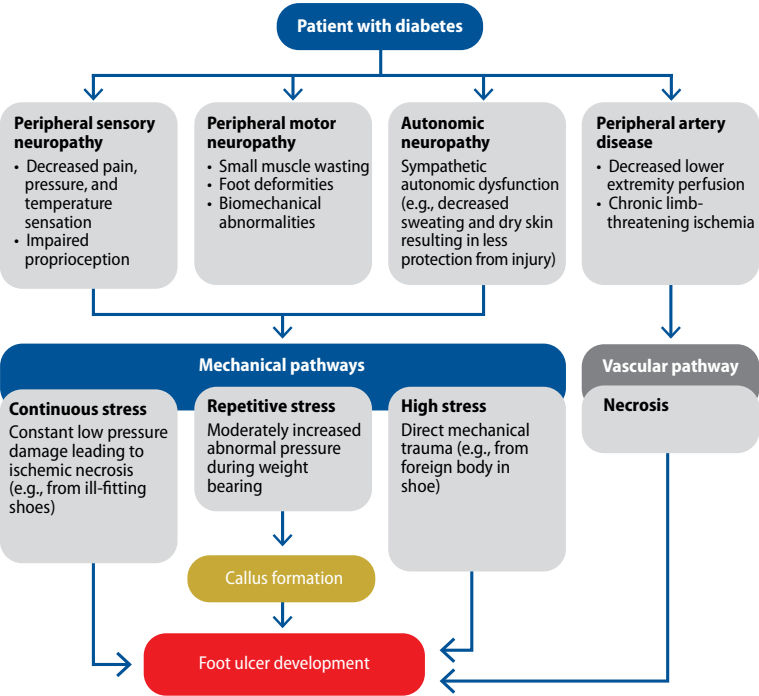 Patient with diabetes
Peripheral sensory
neuropathy
• Decreased pain,
pressure, and
temperature
sensation
• Impaired
proprioception
Peripheral motor
neuropathy
• Small muscle wasting
• Foot deformities
• Biomechanical
abnormalities
Autonomic
neuropathy
Sympathetic
autonomic dysfunction
(e.g., decreased
sweating and dry skin
resulting in less
protection from injury)
Peripheral artery
disease
• Decreased lower
extremity perfusion
• Chronic limb-
threatening ischemia
Mechanical pathways
Continuous stress
Constant low pressure
damage leading to
ischemic necrosis
(e.g., from ill-fitting
shoes)
Repetitive stress
Moderately increased
abnormal pressure
during weight
bearing
High stress
Direct mechanical
trauma (e.g., from
foreign body in
shoe)
Vascular pathway
Necrosis
Callus formation
Foot ulcer development